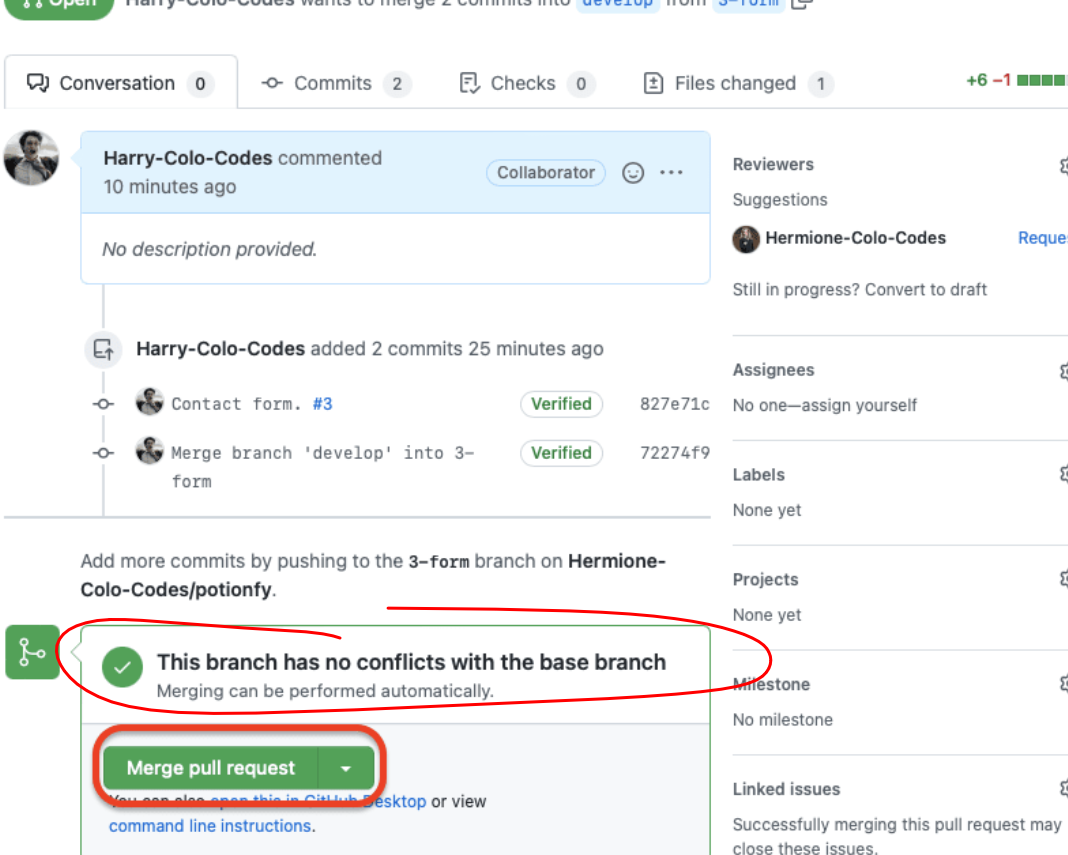 Open Harry-Colo-Codes wants to merge 2 commits into develop from 3-form
Conversation 0 Commits 2 Checks 0 Files changed 1 +6 −1
Harry-Colo-Codes commented
10 minutes ago
Collaborator
No description provided.
Harry-Colo-Codes added 2 commits 25 minutes ago
Contact form. #3 Verified 827e71c
Merge branch 'develop' into 3-
form
Verified 72274f9
Add more commits by pushing to the 3-form branch on Hermione-
Colo-Codes/potionfy.
This branch has no conflicts with the base branch
Merging can be performed automatically.
Merge pull request
You can also open this in GitHub Desktop or view
command line instructions.
Reviewers
Suggestions
Hermione-Colo-Codes Reque
Still in progress? Convert to draft
Assignees
No one—assign yourself
Labels
None yet
Projects
None yet
Milestone
No milestone
Linked issues
Successfully merging this pull request may
close these issues.